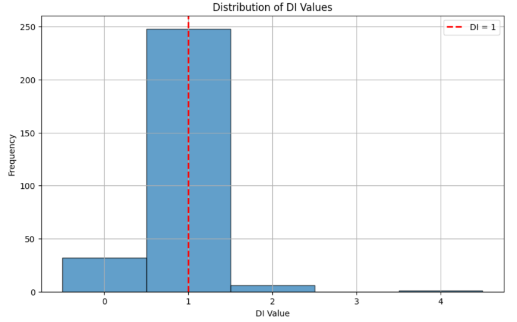 Distribution of DI Values
DI = 1
250
200
150
100
50
0
Frequency
0 1 2 3 4
DI Value